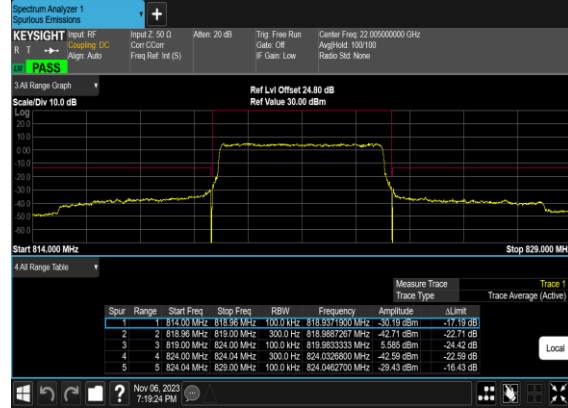 Spectrum Analyzer 1
Spurious Emissions
+
KEYSIGHT Input: RF Input Z: 50 Ω Atten: 20 dB Trig: Free Run Center Freq: 22.005000000 GHz
R T Coupling: DC Corr CCorr Gate: Off Avg|Hold: 100/100
Align: Auto Freq Ref: Int (S) IF Gain: Low Radio Std: None
PASS
3 All Range Graph
Ref Lvl Offset 24.80 dB
Scale/Div 10.0 dB Ref Value 30.00 dBm
Log
20.0
10.0
0.00
-10.0
-20.0
-30.0
-40.0
-50.0
-60.0
Start 814.000 MHz Stop 829.000 MH
4 All Range Table
Measure Trace Trace 1
Trace Type Trace Average (Active)
Spur Range Start Freq Stop Freq RBW Frequency Amplitude ΔLimit
1 1 814.00 MHz 818.96 MHz 100.0 kHz 818.9371900 MHz -30.19 dBm -17.19 dB
2 2 818.96 MHz 819.00 MHz 300.0 Hz 818.9887267 MHz -42.71 dBm -22.71 dB
3 3 819.00 MHz 824.00 MHz 100.0 kHz 819.9833333 MHz 5.585 dBm -24.42 dB
4 4 824.00 MHz 824.04 MHz 300.0 Hz 824.0326800 MHz -42.59 dBm -22.59 dB
5 5 824.04 MHz 829.00 MHz 100.0 kHz 824.0462700 MHz -29.43 dBm -16.43 dB
Local
? Nov 06, 2023
7:19:24 PM